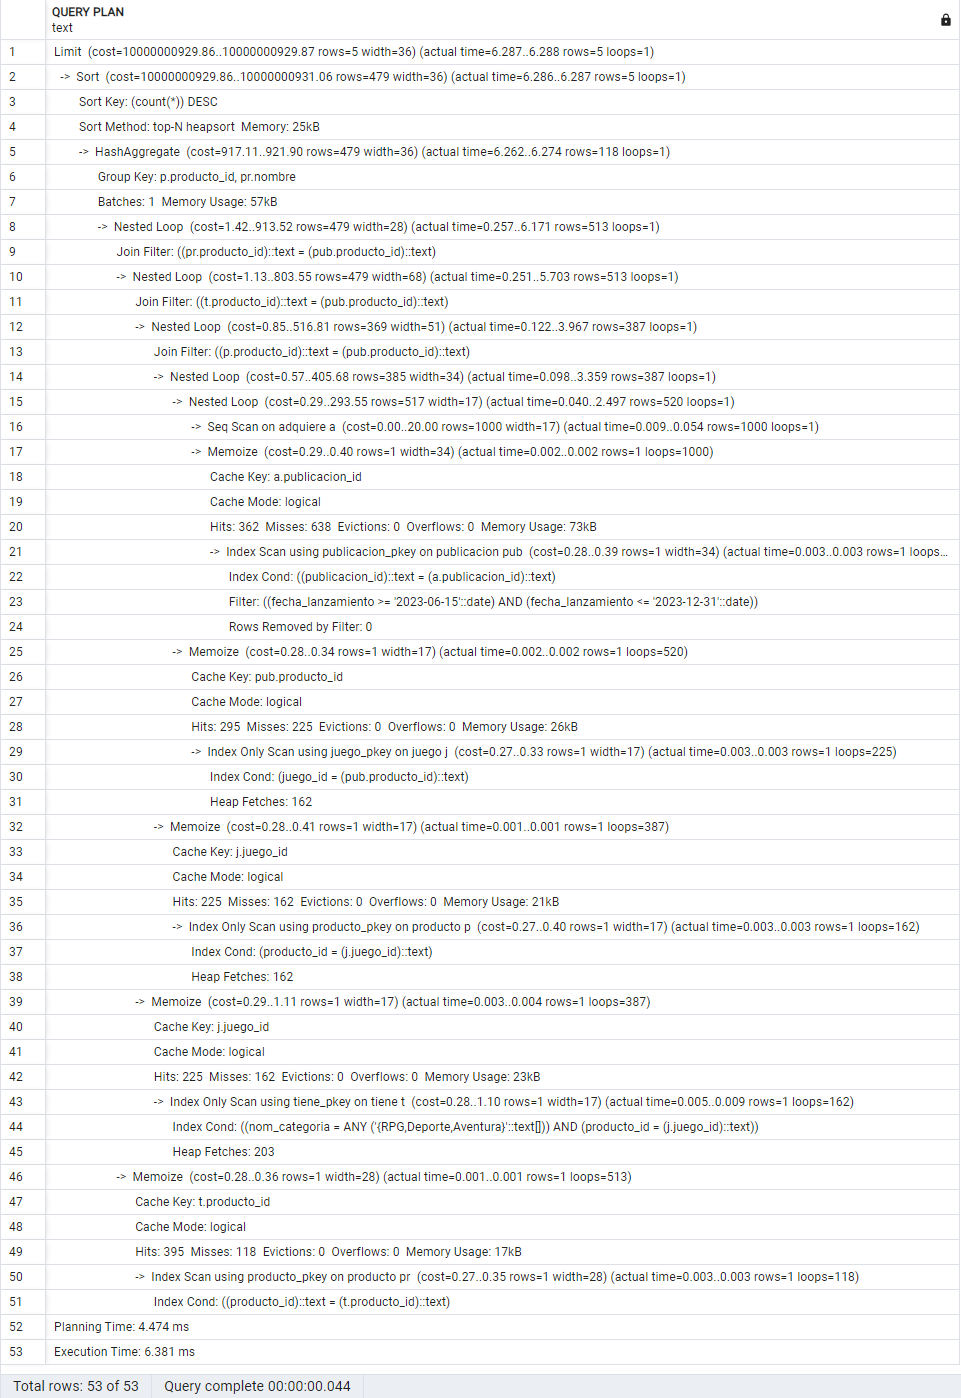 QUERY PLAN
text
1 Limit (cost=10000000929.86..10000000929.87 rows=5 width=36) (actual time=6.287..6.288 rows=5 loops=1)
2 -> Sort (cost=10000000929.86..10000000931.06 rows=479 width=36) (actual time=6.286..6.287 rows=5 loops=1)
3 Sort Key: (count(*)) DESC
4 Sort Method: top-N heapsort Memory: 25kB
5 -> HashAggregate (cost=917.11..921.90 rows=479 width=36) (actual time=6.262..6.274 rows=118 loops=1)
6 Group Key: p.producto_id, pr.nombre
7 Batches: 1 Memory Usage: 57kB
8 -> Nested Loop (cost=1.42..913.52 rows=479 width=28) (actual time=0.257..6.171 rows=513 loops=1)
9 Join Filter: ((pr.producto_id)::text = (pub.producto_id)::text)
10 -> Nested Loop (cost=1.13..803.55 rows=479 width=68) (actual time=0.251..5.703 rows=513 loops=1)
11 Join Filter: ((t.producto_id)::text = (pub.producto_id)::text)
12 -> Nested Loop (cost=0.85..516.81 rows=369 width=51) (actual time=0.122..3.967 rows=387 loops=1)
13 Join Filter: ((p.producto_id)::text = (pub.producto_id)::text)
14 -> Nested Loop (cost=0.57..405.68 rows=385 width=34) (actual time=0.098..3.359 rows=387 loops=1)
15 -> Nested Loop (cost=0.29..293.55 rows=517 width=17) (actual time=0.040..2.497 rows=520 loops=1)
16 -> Seq Scan on adquiere a (cost=0.00..20.00 rows=1000 width=17) (actual time=0.009..0.054 rows=1000 loops=1)
17 -> Memoize (cost=0.29..0.40 rows=1 width=34) (actual time=0.002..0.002 rows=1 loops=1000)
18 Cache Key: a.publicacion_id
19 Cache Mode: logical
20 Hits: 362 Misses: 638 Evictions: 0 Overflows: 0 Memory Usage: 73kB
21 -> Index Scan using publicacion_pkey on publicacion pub (cost=0.28..0.39 rows=1 width=34) (actual time=0.003..0.003 rows=1 loops...
22 Index Cond: ((publicacion_id)::text = (a.publicacion_id)::text)
23 Filter: ((fecha_lanzamiento >= '2023-06-15'::date) AND (fecha_lanzamiento <= '2023-12-31'::date))
24 Rows Removed by Filter: 0
25 -> Memoize (cost=0.28..0.34 rows=1 width=17) (actual time=0.002..0.002 rows=1 loops=520)
26 Cache Key: pub.producto_id
27 Cache Mode: logical
28 Hits: 295 Misses: 225 Evictions: 0 Overflows: 0 Memory Usage: 26kB
29 -> Index Only Scan using juego_pkey on juego j (cost=0.27..0.33 rows=1 width=17) (actual time=0.003..0.003 rows=1 loops=225)
30 Index Cond: (juego_id = (pub.producto_id)::text)
31 Heap Fetches: 162
32 -> Memoize (cost=0.28..0.41 rows=1 width=17) (actual time=0.001..0.001 rows=1 loops=387)
33 Cache Key: j.juego_id
34 Cache Mode: logical
35 Hits: 225 Misses: 162 Evictions: 0 Overflows: 0 Memory Usage: 21kB
36 -> Index Only Scan using producto_pkey on producto p (cost=0.27..0.40 rows=1 width=17) (actual time=0.003..0.003 rows=1 loops=162)
37 Index Cond: (producto_id = (j.juego_id)::text)
38 Heap Fetches: 162
39 -> Memoize (cost=0.29..1.11 rows=1 width=17) (actual time=0.003..0.004 rows=1 loops=387)
40 Cache Key: j.juego_id
41 Cache Mode: logical
42 Hits: 225 Misses: 162 Evictions: 0 Overflows: 0 Memory Usage: 23kB
43 -> Index Only Scan using tiene_pkey on tiene t (cost=0.28..1.10 rows=1 width=17) (actual time=0.005..0.009 rows=1 loops=162)
44 Index Cond: ((nom_categoria = ANY ('{RPG,Deporte,Aventura}'::text[])) AND (producto_id = (j.juego_id)::text))
45 Heap Fetches: 203
46 -> Memoize (cost=0.28..0.36 rows=1 width=28) (actual time=0.001..0.001 rows=1 loops=513)
47 Cache Key: t.producto_id
48 Cache Mode: logical
49 Hits: 395 Misses: 118 Evictions: 0 Overflows: 0 Memory Usage: 17kB
50 -> Index Scan using producto_pkey on producto pr (cost=0.27..0.35 rows=1 width=28) (actual time=0.003..0.003 rows=1 loops=118)
51 Index Cond: ((producto_id)::text = (t.producto_id)::text)
52 Planning Time: 4.474 ms
53 Execution Time: 6.381 ms
Total rows: 53 of 53 Query complete 00:00:00.044